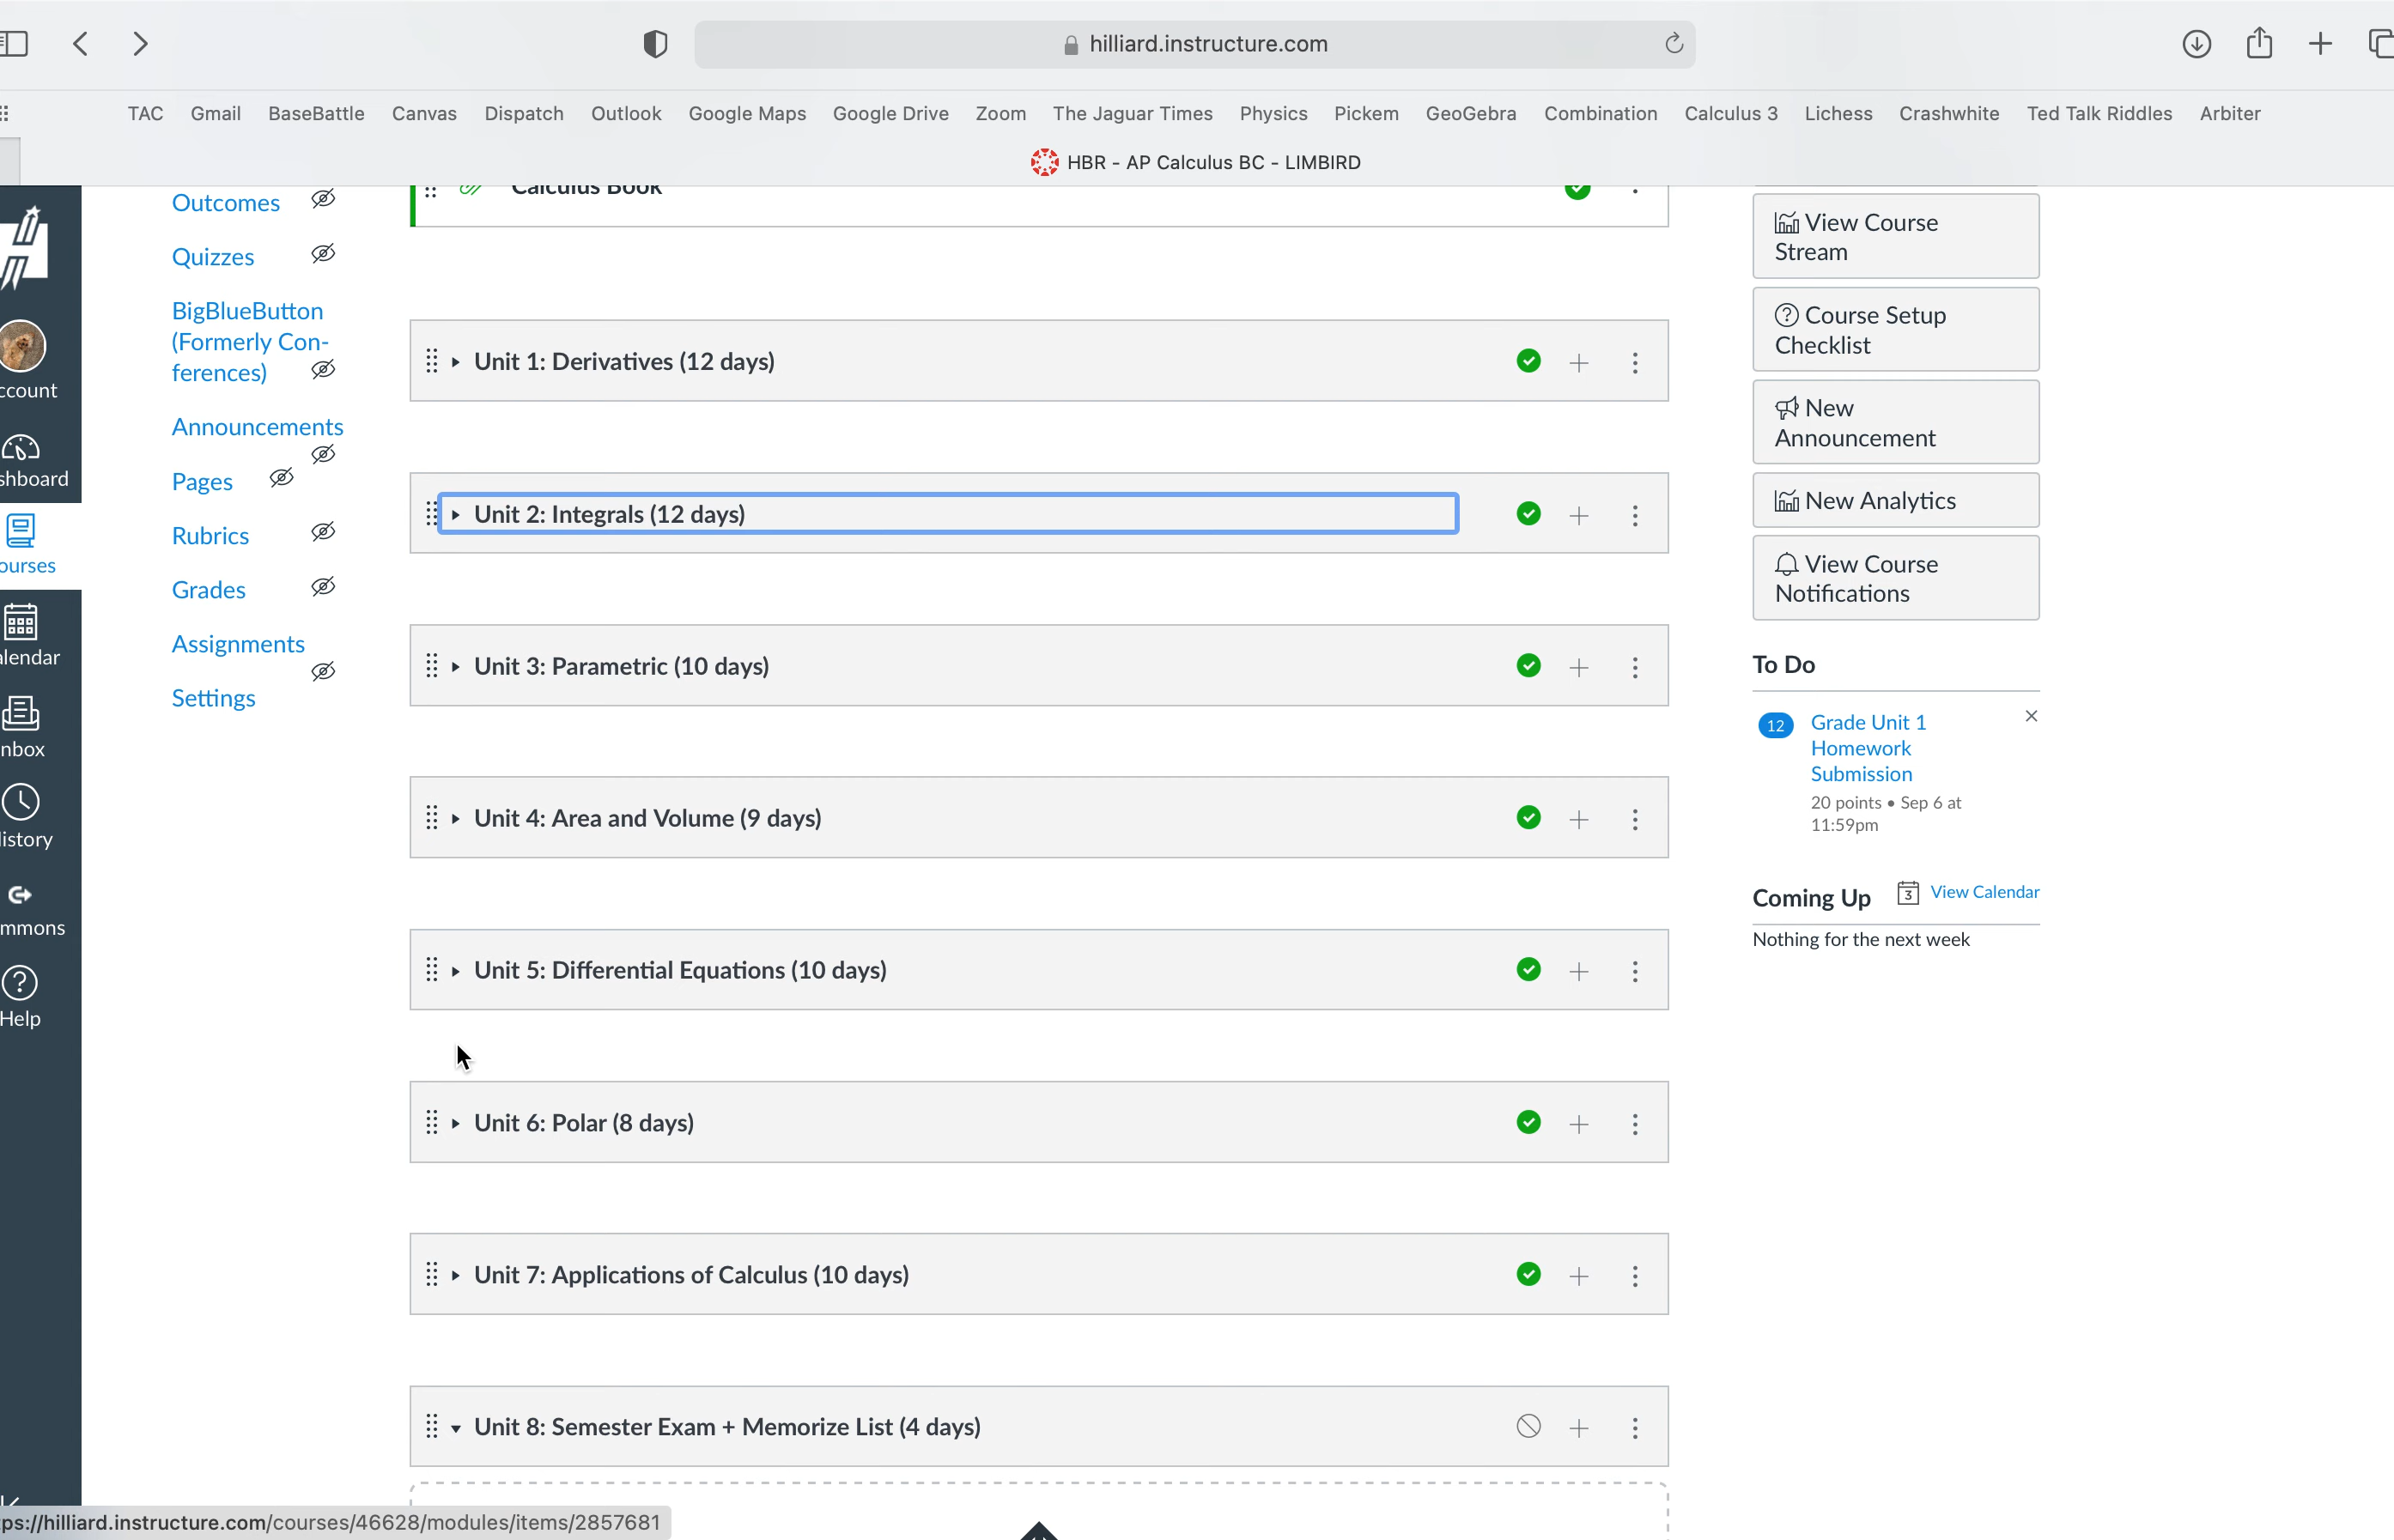 hilliard.instructure.com
TAC Gmail BaseBattle Canvas Dispatch Outlook Google Maps Google Drive Zoom The Jaguar Times Physics Pickem GeoGebra Combination Calculus 3 Lichess Crashwhite Ted Talk Riddles Arbiter
HBR - AP Calculus BC - LIMBIRD
ccount
shboard
ourses
alendar
nbox
istory
mmons
Help
Outcomes
Quizzes
BigBlueButton
(Formerly Con-
ferences)
Announcements
Pages
Rubrics
Grades
Assignments
Settings
Calculus Book
Unit 1: Derivatives (12 days)
Unit 2: Integrals (12 days)
Unit 3: Parametric (10 days)
Unit 4: Area and Volume (9 days)
Unit 5: Differential Equations (10 days)
Unit 6: Polar (8 days)
Unit 7: Applications of Calculus (10 days)
Unit 8: Semester Exam + Memorize List (4 days)
View Course
Stream
Course Setup
Checklist
New
Announcement
New Analytics
View Course
Notifications
To Do
12 Grade Unit 1
Homework
Submission
20 points • Sep 6 at
11:59pm
Coming Up 3 View Calendar
Nothing for the next week
tps://hilliard.instructure.com/courses/46628/modules/items/2857681